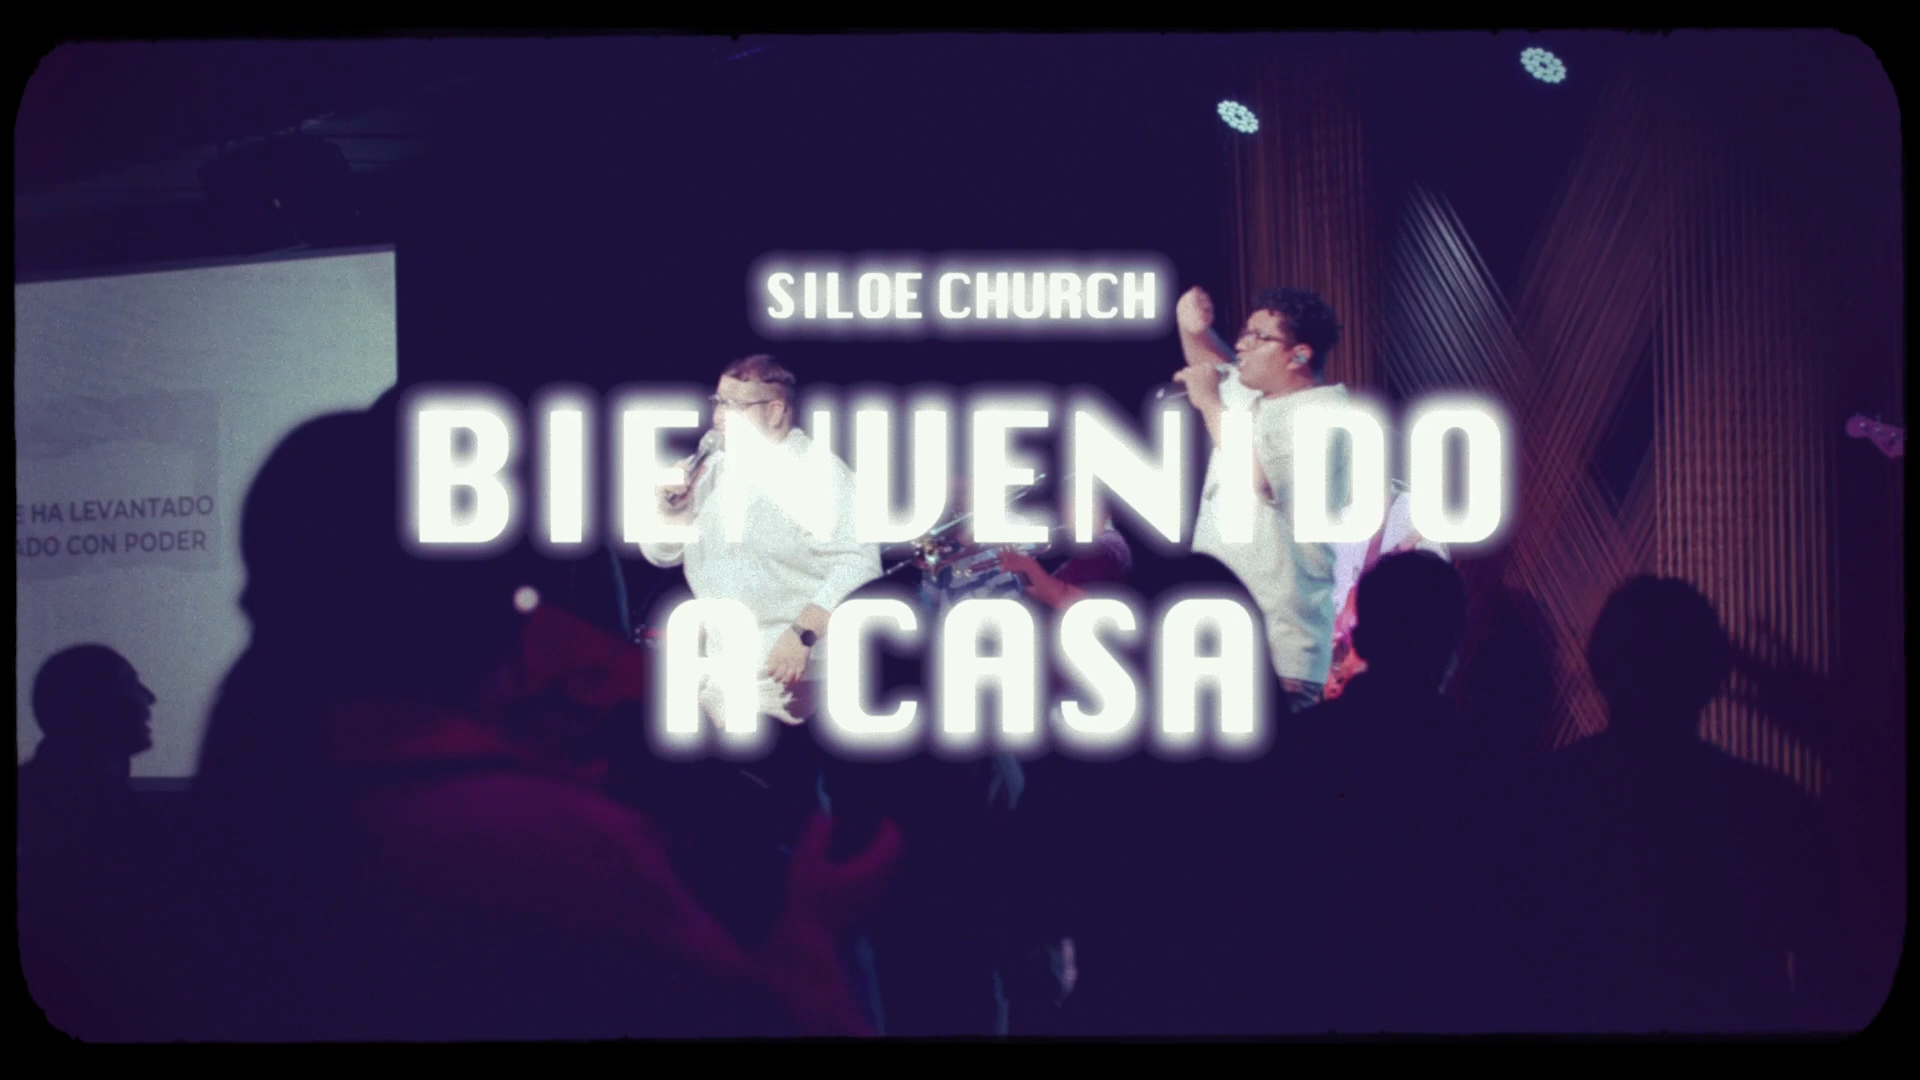 SILOE CHURCH
BIENVENIDO
A CASA
HA LEVANTADO
ADO CON PODER